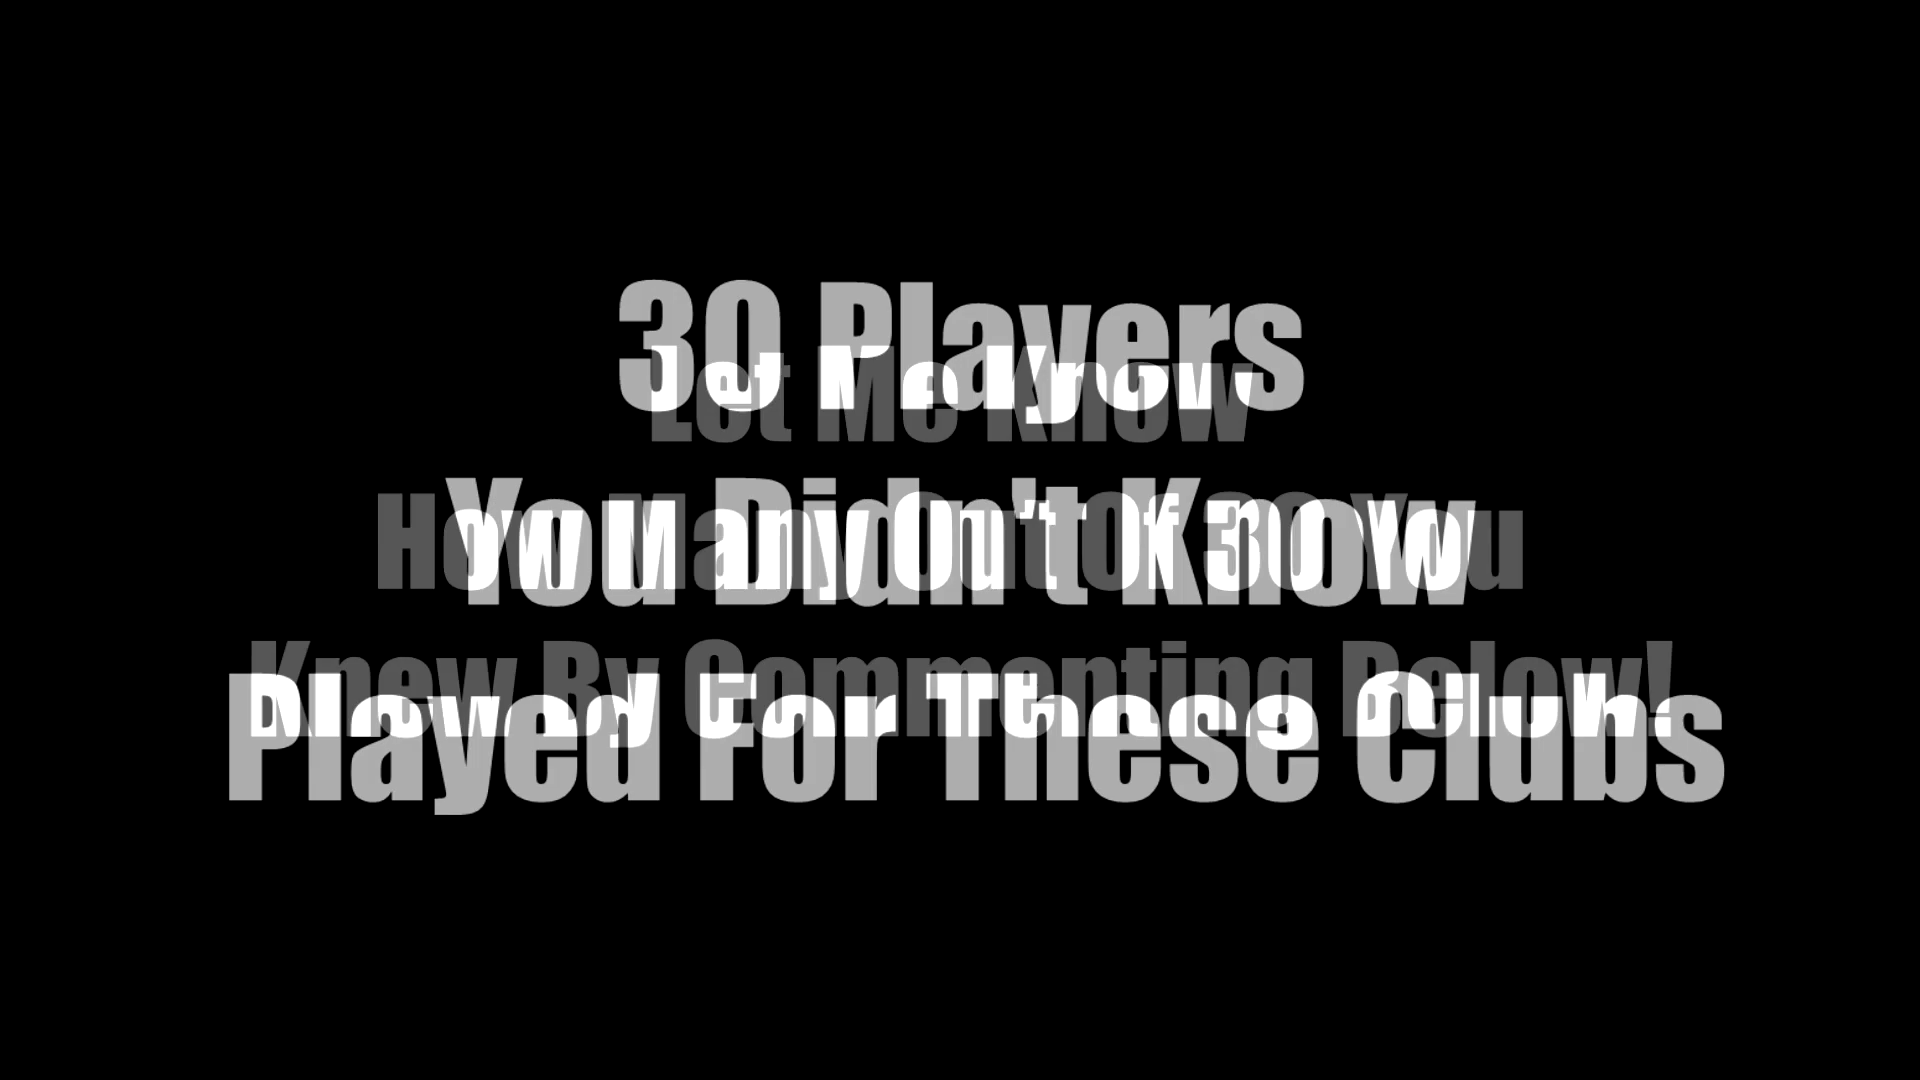 30 Players
Let Me Know
You Didn't Know
How Many Out Of 30 You
Knew By Commenting Below!
Played For These Clubs